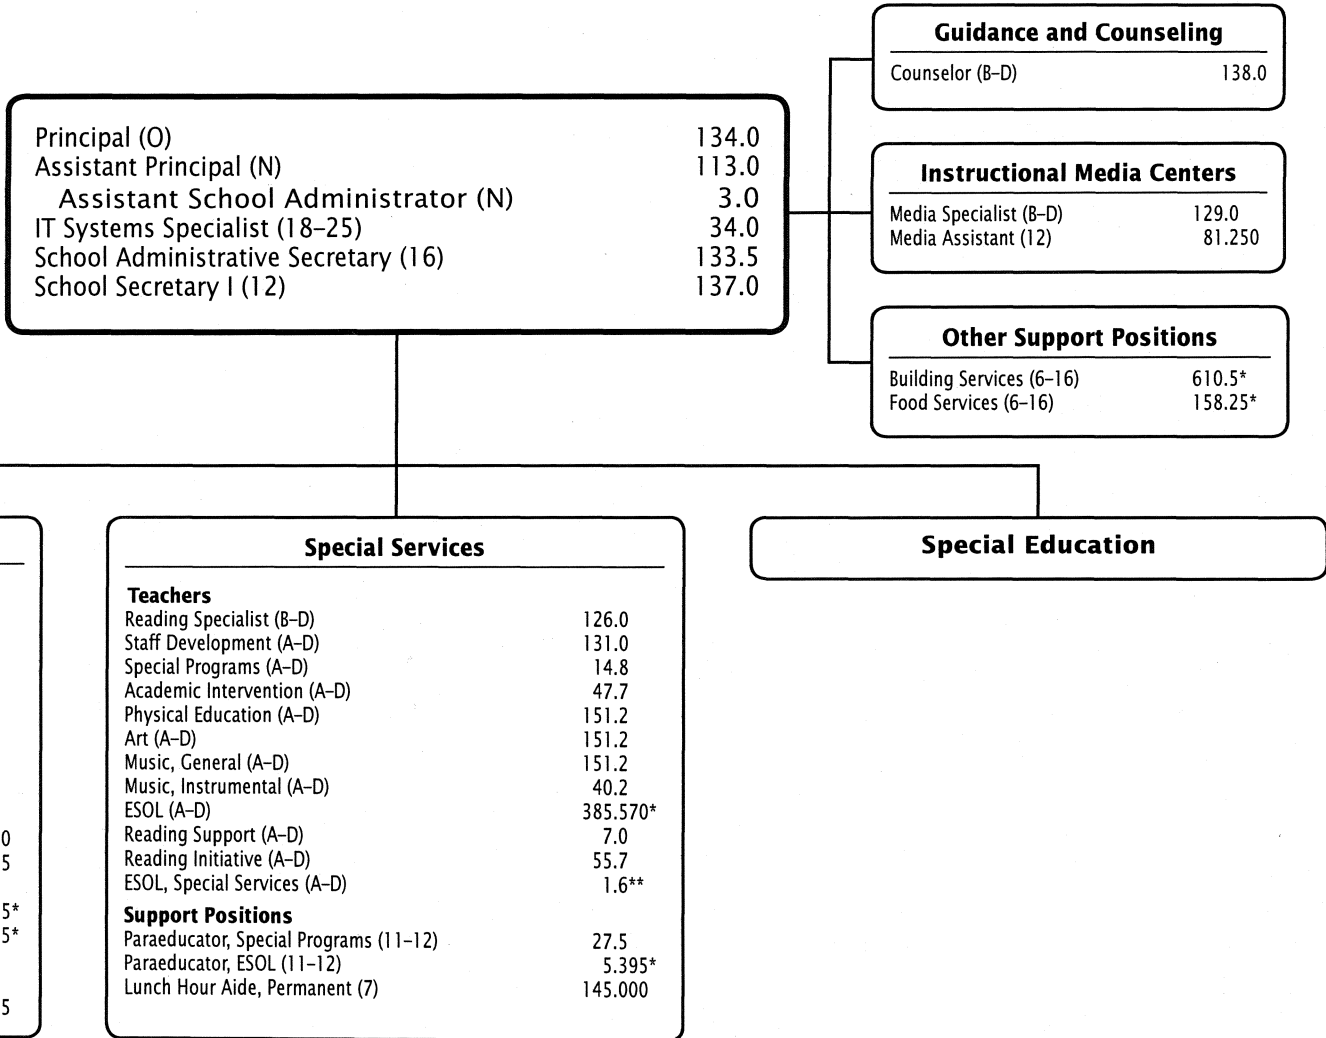 Guidance and Counseling
Counselor (B–D) 138.0
Principal (O) 134.0
Assistant Principal (N) 113.0
Assistant School Administrator (N) 3.0
IT Systems Specialist (18–25) 34.0
School Administrative Secretary (16) 133.5
School Secretary I (12) 137.0
Instructional Media Centers
Media Specialist (B–D) 129.0
Media Assistant (12) 81.250
Other Support Positions
Building Services (6–16) 610.5*
Food Services (6–16) 158.25*
0
5
5*
5*
5
Special Services
Teachers
Reading Specialist (B–D) 126.0
Staff Development (A–D) 131.0
Special Programs (A–D) 14.8
Academic Intervention (A–D) 47.7
Physical Education (A–D) 151.2
Art (A–D) 151.2
Music, General (A–D) 151.2
Music, Instrumental (A–D) 40.2
ESOL (A–D) 385.570*
Reading Support (A–D) 7.0
Reading Initiative (A–D) 55.7
ESOL, Special Services (A–D) 1.6**
Support Positions
Paraeducator, Special Programs (11–12) 27.5
Paraeducator, ESOL (11–12) 5.395*
Lunch Hour Aide, Permanent (7) 145.000
Special Education